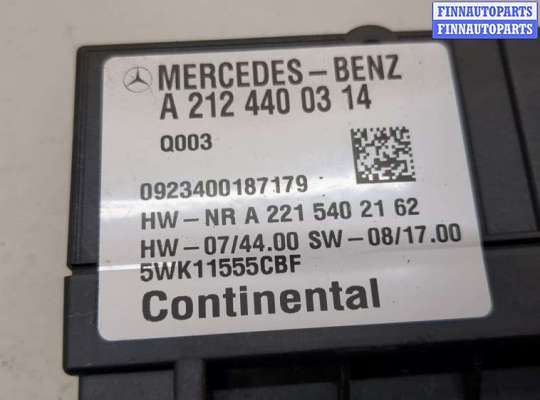 FINNAUTOPARTS
FINNAUTOPARTS
MERCEDES-BENZ
A 212 440 03 14
Q003
0923400187179
HW-NR A 221 540 21 62
HW-07/44.00 SW-08/17.00
5WK11555CBF
Continental